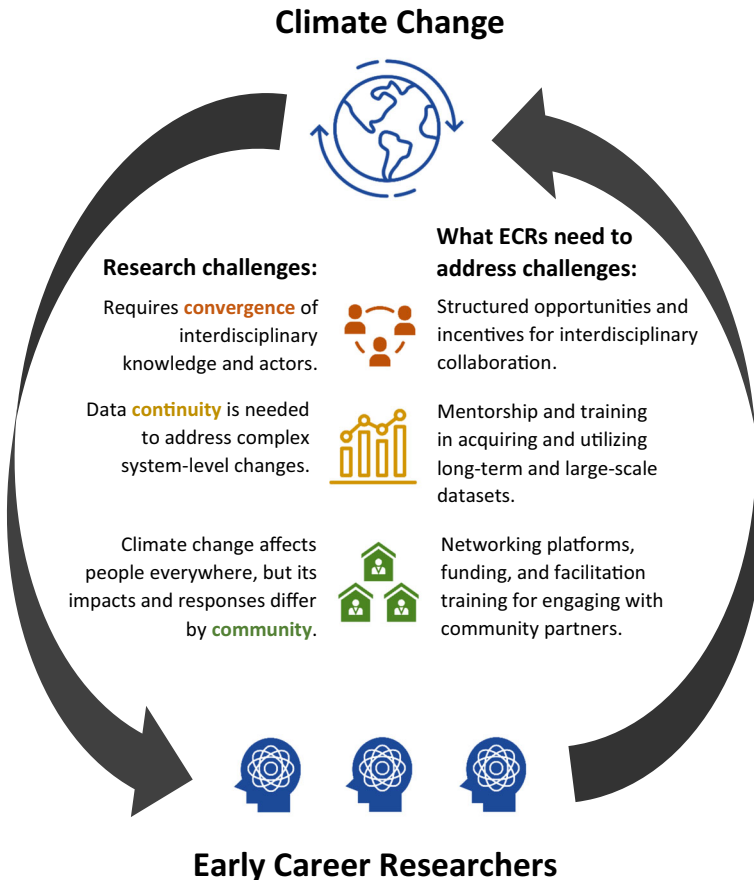 Climate Change
Research challenges:
Requires convergence of
interdisciplinary
knowledge and actors.
Data continuity is needed
to address complex
system-level changes.
Climate change affects
people everywhere, but its
impacts and responses differ
by community.
What ECRs need to
address challenges:
Structured opportunities and
incentives for interdisciplinary
collaboration.
Mentorship and training
in acquiring and utilizing
long-term and large-scale
datasets.
Networking platforms,
funding, and facilitation
training for engaging with
community partners.
Early Career Researchers